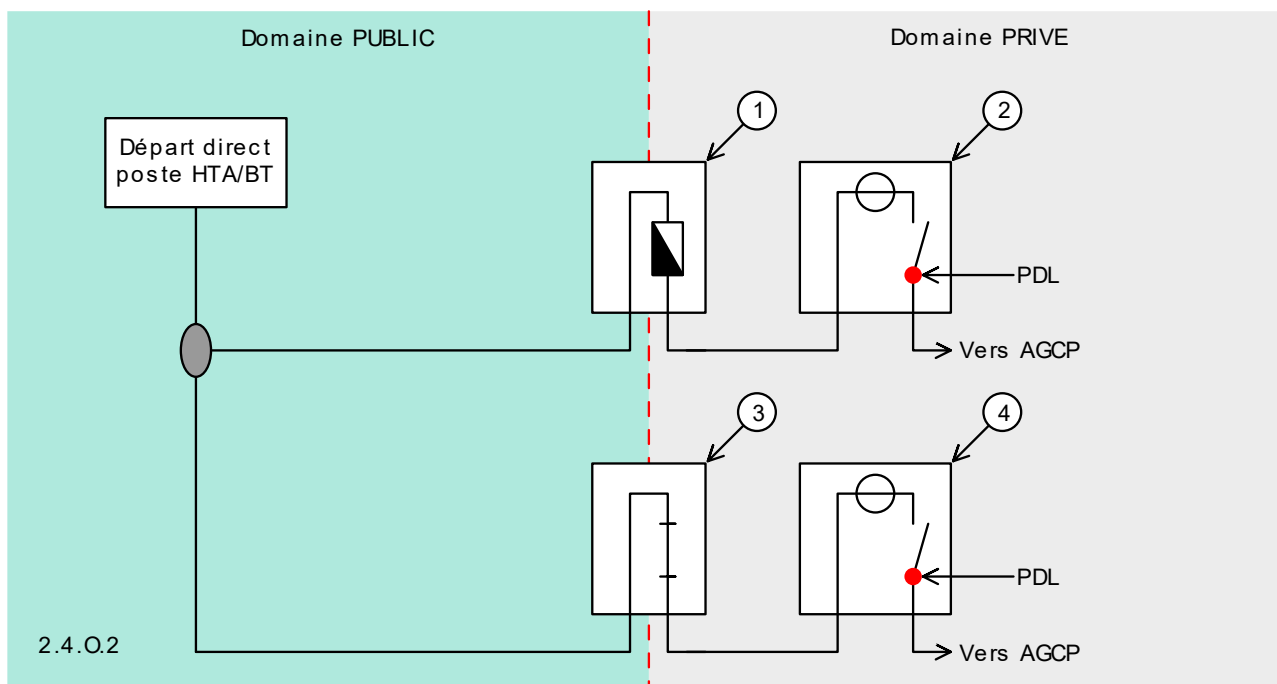 Domaine PUBLIC
Domaine PRIVE
1
2
Départ direct
poste HTA/BT
PDL
Vers AGCP
3
4
PDL
2.4.O.2
Vers AGCP